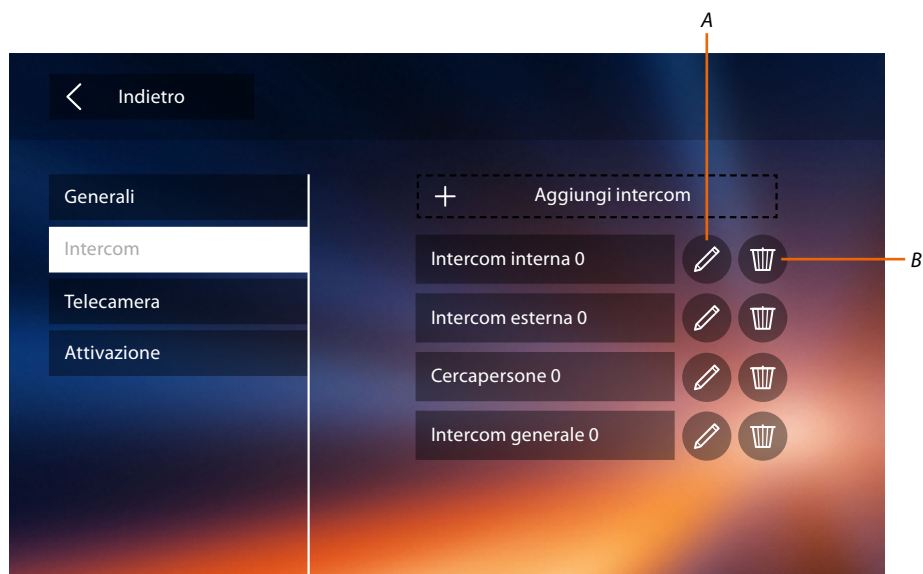 A
Indietro
Generali
Intercom
Telecamera
Attivazione
Aggiungi intercom
Intercom interna 0
B
Intercom esterna 0
Cercapersone 0
Intercom generale 0